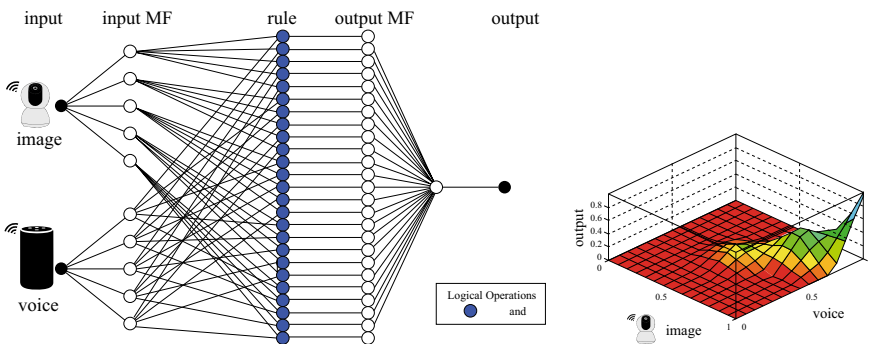 input
input MF
rule
output MF
output
image
voice
Logical Operations
and
output
0.8
0.6
0.4
0.2
0
0
0.5
1
0
0.5
1
image
voice